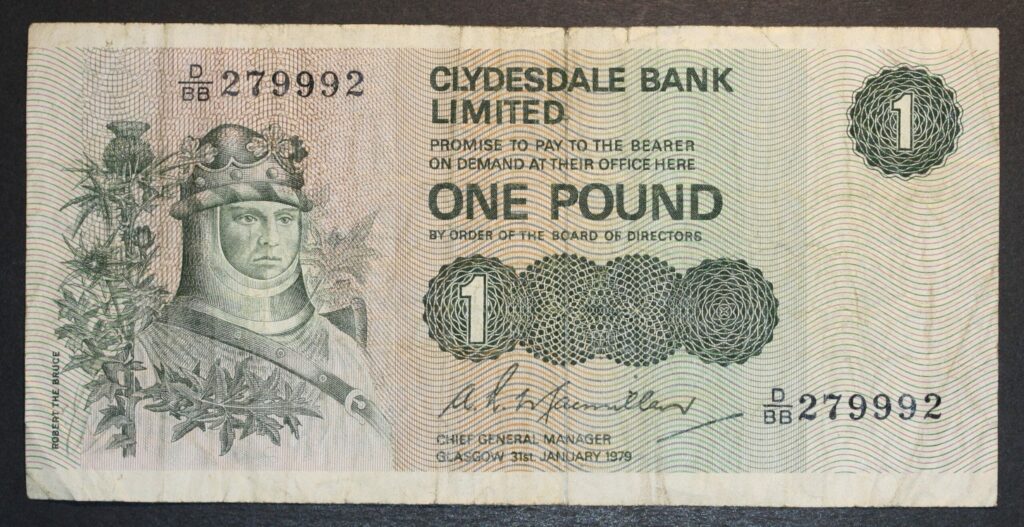 D/BB 279992
CLYDESDALE BANK
LIMITED
PROMISE TO PAY TO THE BEARER
ON DEMAND AT THEIR OFFICE HERE
ONE POUND
BY ORDER OF THE BOARD OF DIRECTORS
1
1
A. R. Macmillan
D/BB 279992
CHIEF GENERAL MANAGER
GLASGOW 31st. JANUARY 1979
ROBERT THE BRUCE